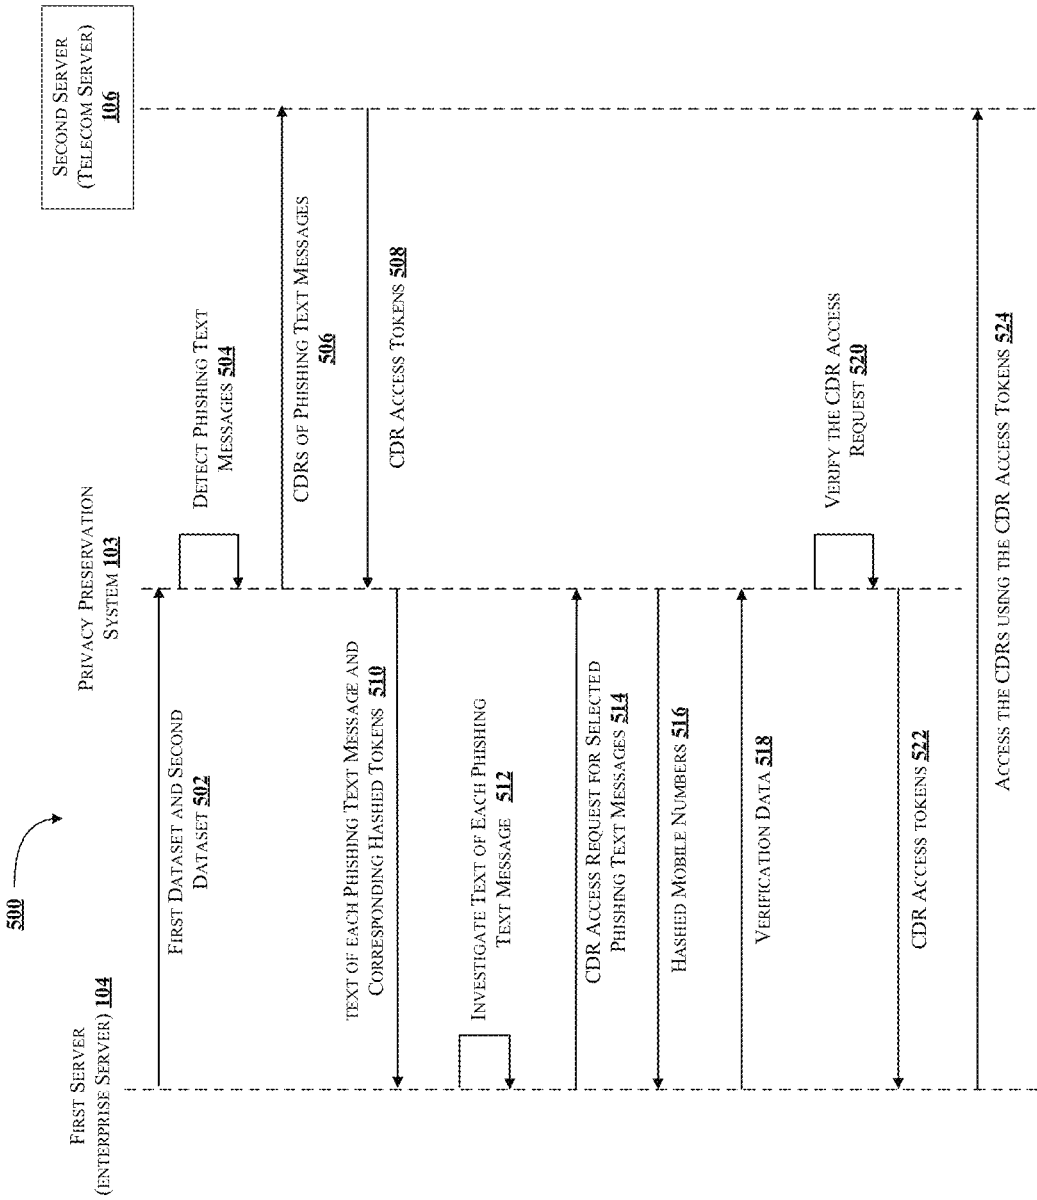 500
First Server
(enterprise Server) 104
Privacy Preservation
System 103
Second Server
(Telecom Server)
106
First Dataset and Second
Dataset 502
Detect Phishing Text
Messages 504
CDRs of Phishing Text Messages
506
CDR Access Tokens 508
text of each Phishing Text Message and
Corresponding Hashed Tokens 510
Investigate Text of Each Phishing
Text Message 512
CDR Access Request for Selected
Phishing Text Messages 514
Hashed Mobile Numbers 516
Verification Data 518
Verify the CDR Access
Request 520
CDR Access tokens 522
Access the CDRs using the CDR Access Tokens 524